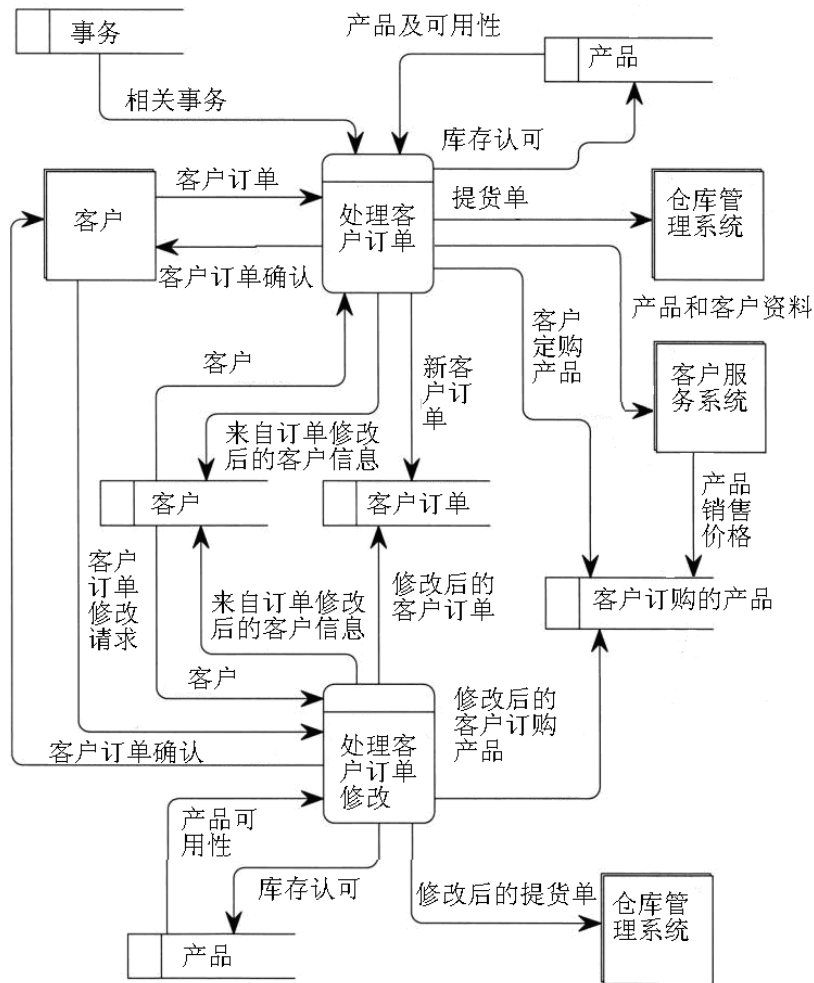 事务
产品及可用性
产品
相关事务
库存认可
客户订单
提货单
客户
处理客
户订单
仓库管
理系统
客户订单确认
产品和客户资料
客户
定购
产品
客户
新客
户订
单
客户服
务系统
来自订单修改
后的客户信息
客户
客户订单
产品
销售
价格
客户
订单
修改
请求
来自订单修改
后的客户信息
修改后的
客户订单
客户订购的产品
客户
修改后的
客户订购
产品
客户订单确认
处理客
户订单
修改
产品可
用性
库存认可
修改后的提货单
仓库管
理系统
产品